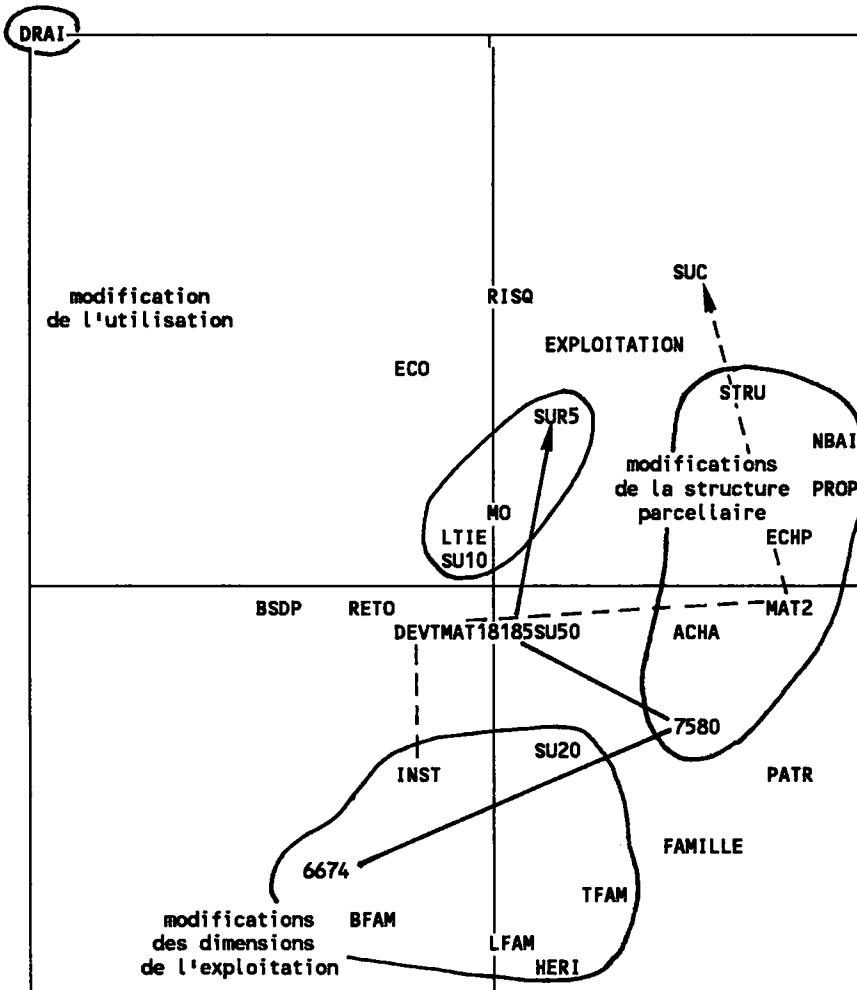 DRAI
SUC
modification
de l'utilisation
RISQ
EXPLOITATION
ECO
STRU
SUR5
NBAI
modifications
de la structure
parcellaire
PROP
MO
LTIE
SU10
ECHP
BSDP
RETO
MAT2
DEVTMAT18185SU50
ACHA
7580
SU20
INST
PATR
FAMILLE
6674
TFAM
modifications
des dimensions
de l'exploitation
BFAM
LFAM
HERI